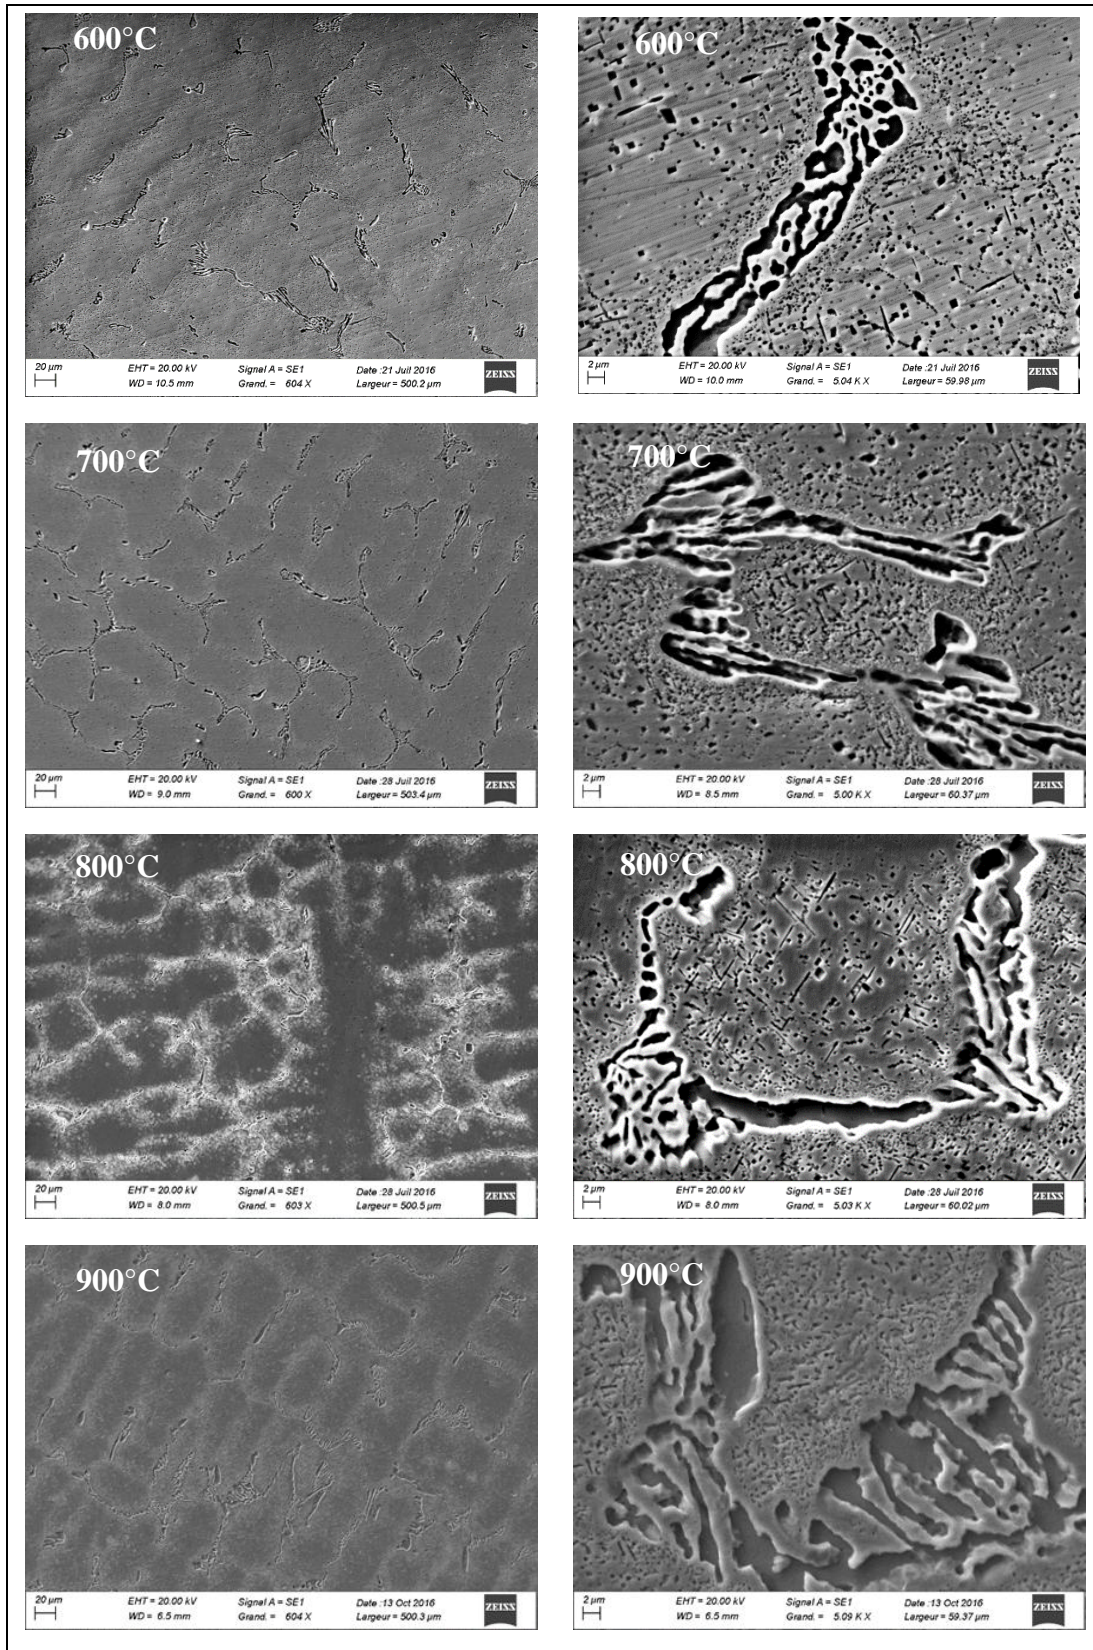 600°C
20 µm
EHT = 20.00 kV Signal A = SE1 Date :21 Juil 2016
WD = 10.5 mm Grand. = 604 X Largeur = 500.2 µm
ZEISS
600°C
2 µm
EHT = 20.00 kV Signal A = SE1 Date :21 Juil 2016
WD = 10.0 mm Grand. = 5.04 K X Largeur = 59.98 µm
ZEISS
700°C
20 µm
EHT = 20.00 kV Signal A = SE1 Date :28 Juil 2016
WD = 9.0 mm Grand. = 600 X Largeur = 503.4 µm
ZEISS
700°C
2 µm
EHT = 20.00 kV Signal A = SE1 Date :28 Juil 2016
WD = 8.5 mm Grand. = 5.00 K X Largeur = 60.37 µm
ZEISS
800°C
20 µm
EHT = 20.00 kV Signal A = SE1 Date :28 Juil 2016
WD = 8.0 mm Grand. = 603 X Largeur = 500.5 µm
ZEISS
800°C
2 µm
EHT = 20.00 kV Signal A = SE1 Date :28 Juil 2016
WD = 8.0 mm Grand. = 5.03 K X Largeur = 60.02 µm
ZEISS
900°C
20 µm
EHT = 20.00 kV Signal A = SE1 Date :13 Oct 2016
WD = 6.5 mm Grand. = 604 X Largeur = 500.3 µm
ZEISS
900°C
2 µm
EHT = 20.00 kV Signal A = SE1 Date :13 Oct 2016
WD = 6.5 mm Grand. = 5.09 K X Largeur = 59.37 µm
ZEISS